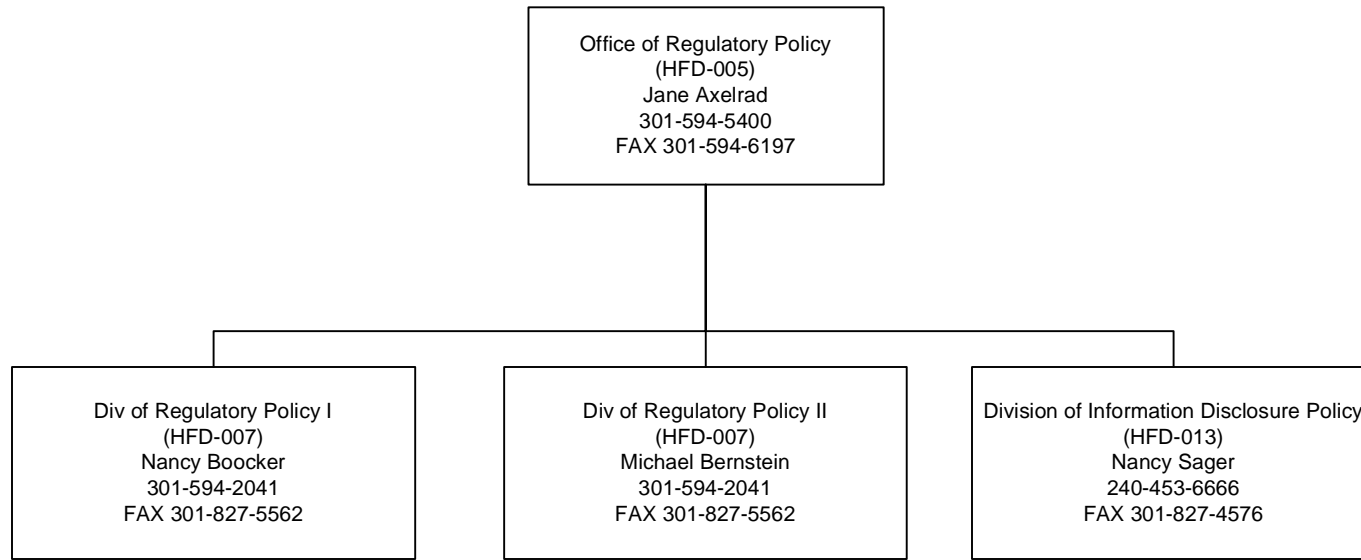 Office of Regulatory Policy
(HFD-005)
Jane Axelrad
301-594-5400
FAX 301-594-6197
Div of Regulatory Policy I
(HFD-007)
Nancy Boocker
301-594-2041
FAX 301-827-5562
Div of Regulatory Policy II
(HFD-007)
Michael Bernstein
301-594-2041
FAX 301-827-5562
Division of Information Disclosure Policy
(HFD-013)
Nancy Sager
240-453-6666
FAX 301-827-4576